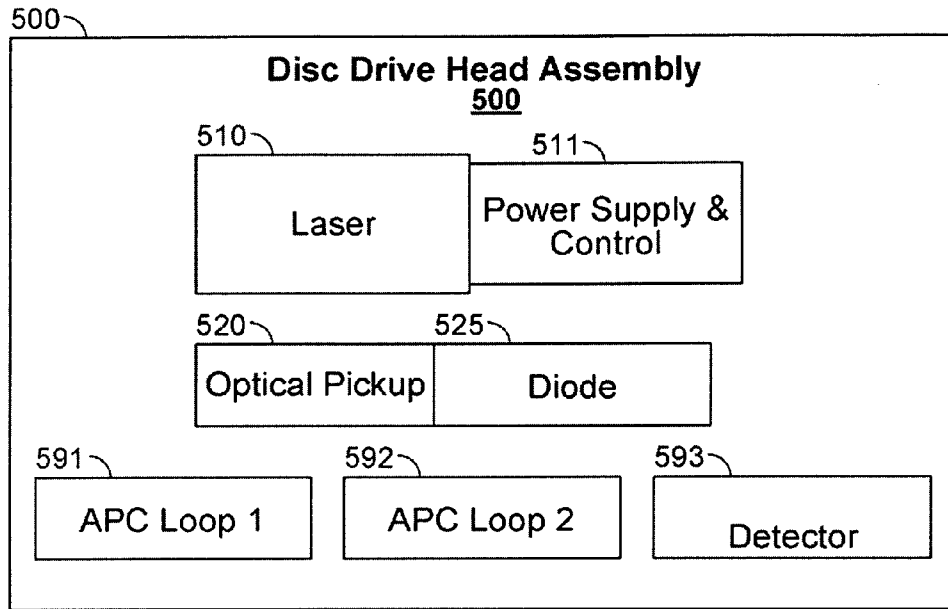 500
Disc Drive Head Assembly
500
510
511
Laser
Power Supply &
Control
520
525
Optical Pickup
Diode
591
592
593
APC Loop 1
APC Loop 2
Detector